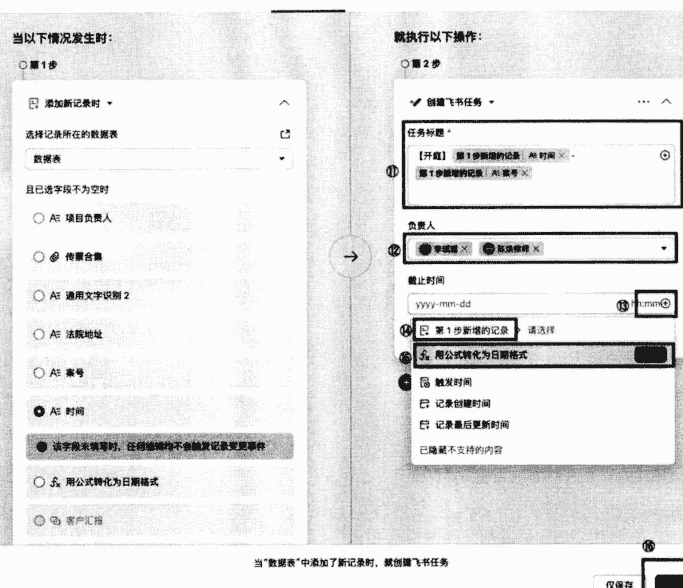 当以下情况发生时：
第1步
添加新记录时
选择记录所在的数据表
数据表
且已选字段不为空时
A≡ 项目负责人
传票合集
A≡ 通用文字识别 2
A≡ 法院地址
A≡ 案号
A≡ 时间
该字段未填写时，任何编辑均不会触发记录变更事件
fx 用公式转化为日期格式
客户汇报
就执行以下操作：
第2步
创建飞书任务
任务标题 *
⑪
【开庭】 第1步新增的记录 | A≡ 时间 × -
第1步新增的记录 | A≡ 案号 ×
负责人
⑫
截止时间
yyyy-mm-dd
⑬ hh:mm
⑭ 第1步新增的记录 > 请选择
⑮ fx 用公式转化为日期格式
触发时间
记录创建时间
记录最后更新时间
已隐藏不支持的内容
当"数据表"中添加了新记录时，就创建飞书任务
⑯
仅保存